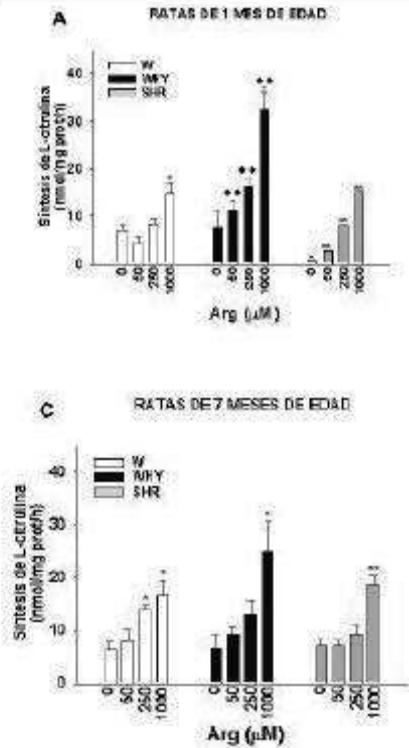 A
RATAS DE 1 MES DE EDAD
W
WKY
SHR
Síntesis de L-citrulina
(nmol/mg prot/h)
40
30
20
10
0
* ** ** **
0 50 250 1000 0 50 250 1000 0 50 250 1000
Arg (µM)
C
RATAS DE 7 MESES DE EDAD
W
WKY
SHR
Síntesis de L-citrulina
(nmol/mg prot/h)
40
30
20
10
0
* * * **
0 50 250 1000 0 50 250 1000 0 50 250 1000
Arg (µM)